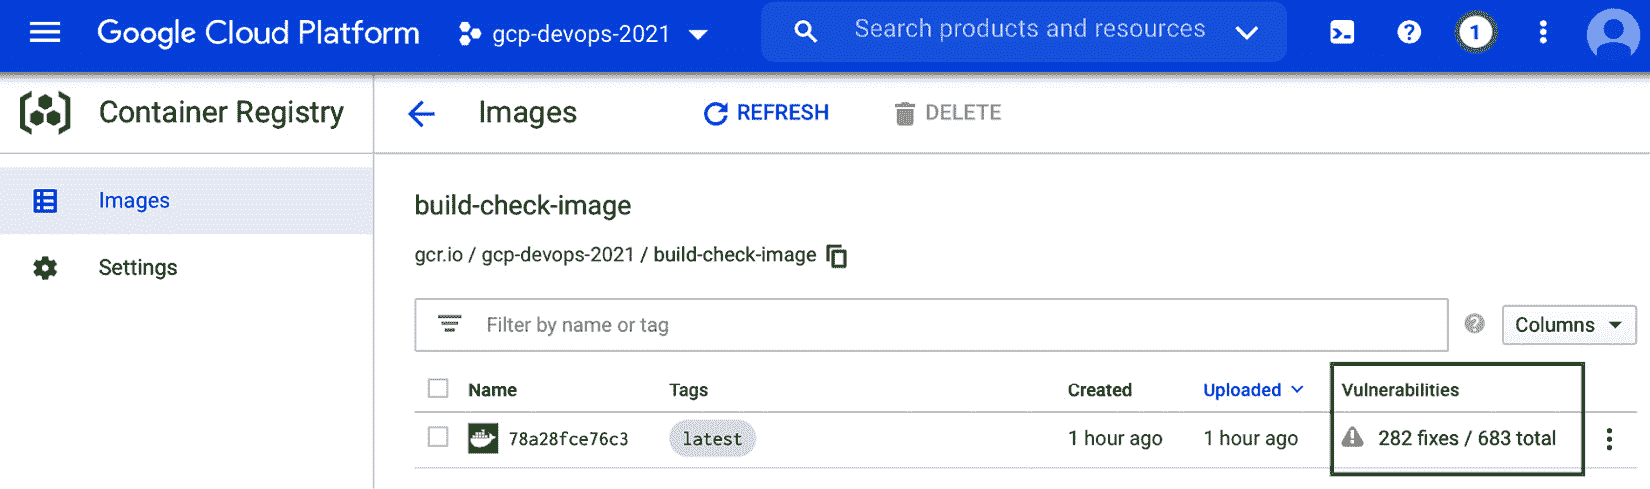 Google Cloud Platform gcp-devops-2021 Search products and resources 1
Container Registry Images REFRESH DELETE
Images
Settings
build-check-image
gcr.io / gcp-devops-2021 / build-check-image
Filter by name or tag ? Columns
Name Tags Created Uploaded Vulnerabilities
78a28fce76c3 latest 1 hour ago 1 hour ago 282 fixes / 683 total